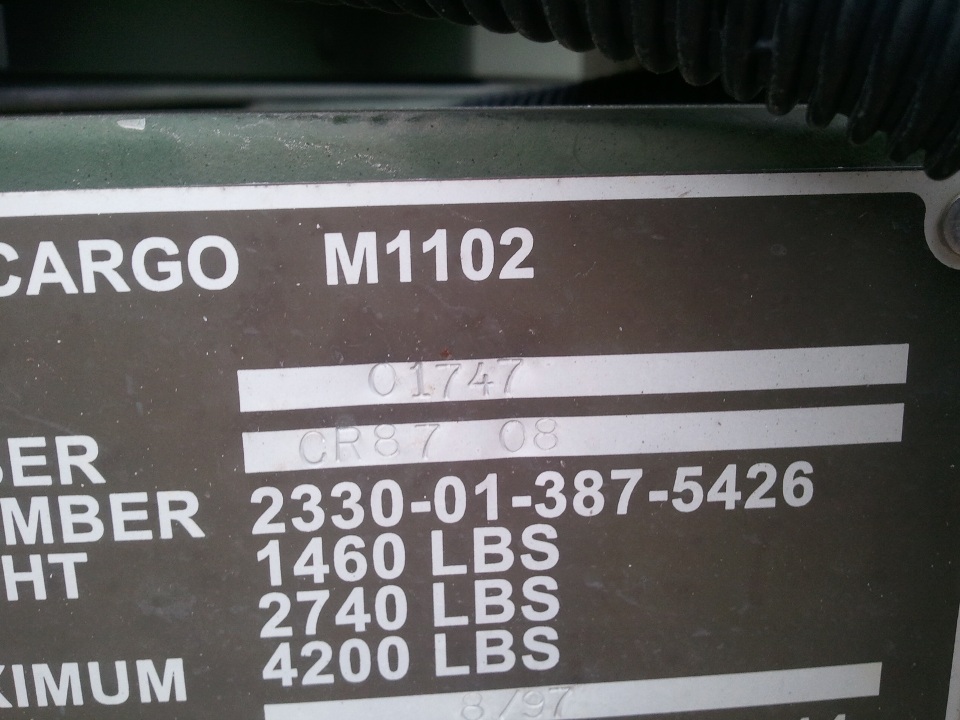 CARGO M1102
01747
BER CR87 08
MBER 2330-01-387-5426
HT 1460 LBS
2740 LBS
XIMUM 4200 LBS
8/97